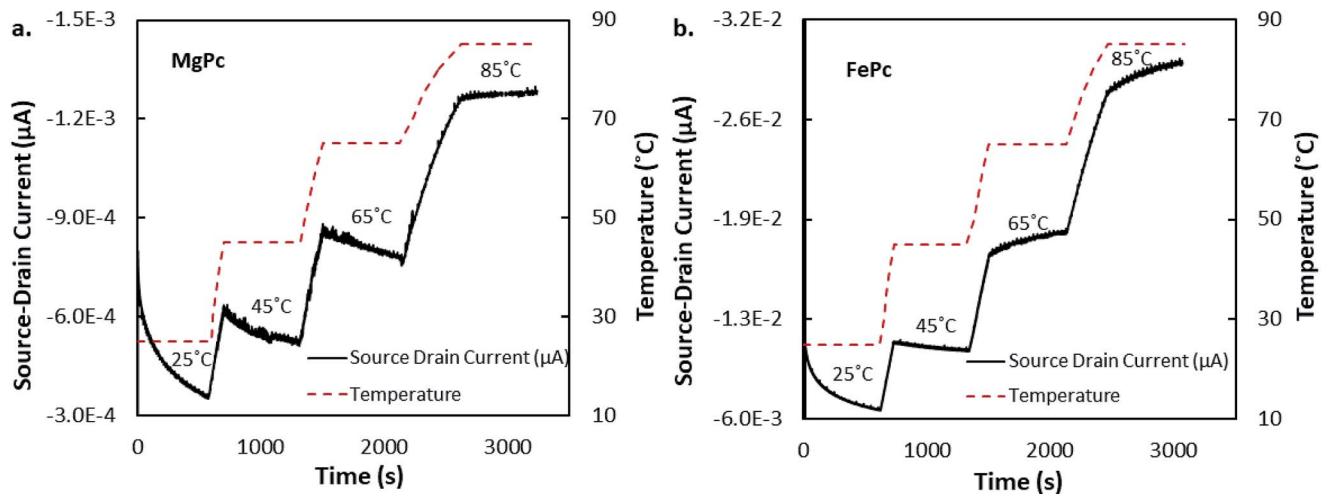 a.
MgPc
Source-Drain Current (µA)
-1.5E-3
-1.2E-3
-9.0E-4
-6.0E-4
-3.0E-4
90
70
50
30
10
Temperature (˚C)
85˚C
65˚C
45˚C
25˚C
Source Drain Current (µA)
Temperature
0 1000 2000 3000
Time (s)
b.
FePc
Source-Drain Current (µA)
-3.2E-2
-2.6E-2
-1.9E-2
-1.3E-2
-6.0E-3
90
70
50
30
10
Temperature (˚C)
85˚C
65˚C
45˚C
25˚C
Source Drain Current (µA)
Temperature
0 1000 2000 3000
Time (s)